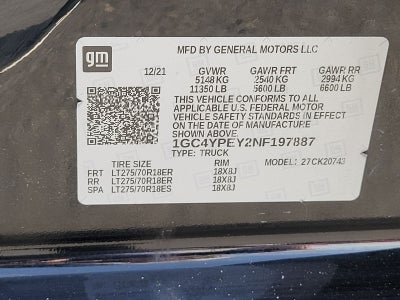 gm
MFD BY GENERAL MOTORS LLC
12/21 GVWR GAWR FRT GAWR RR
5148 KG 2540 KG 2994 KG
11350 LB 5600 LB 6600 LB
THIS VEHICLE CONFORMS TO ALL
APPLICABLE U.S. FEDERAL MOTOR
VEHICLE SAFETY STANDARDS IN EFFECT
ON THE DATE OF MANUFACTURE
SHOWN ABOVE
1GC4YPEY2NF197887
TYPE: TRUCK
TIRE SIZE RIM MODEL: 27CK20743
FRT LT275/70R18ER 18X8J
RR LT275/70R18ER 18X8J
SPA LT275/70R18ES 18X8J